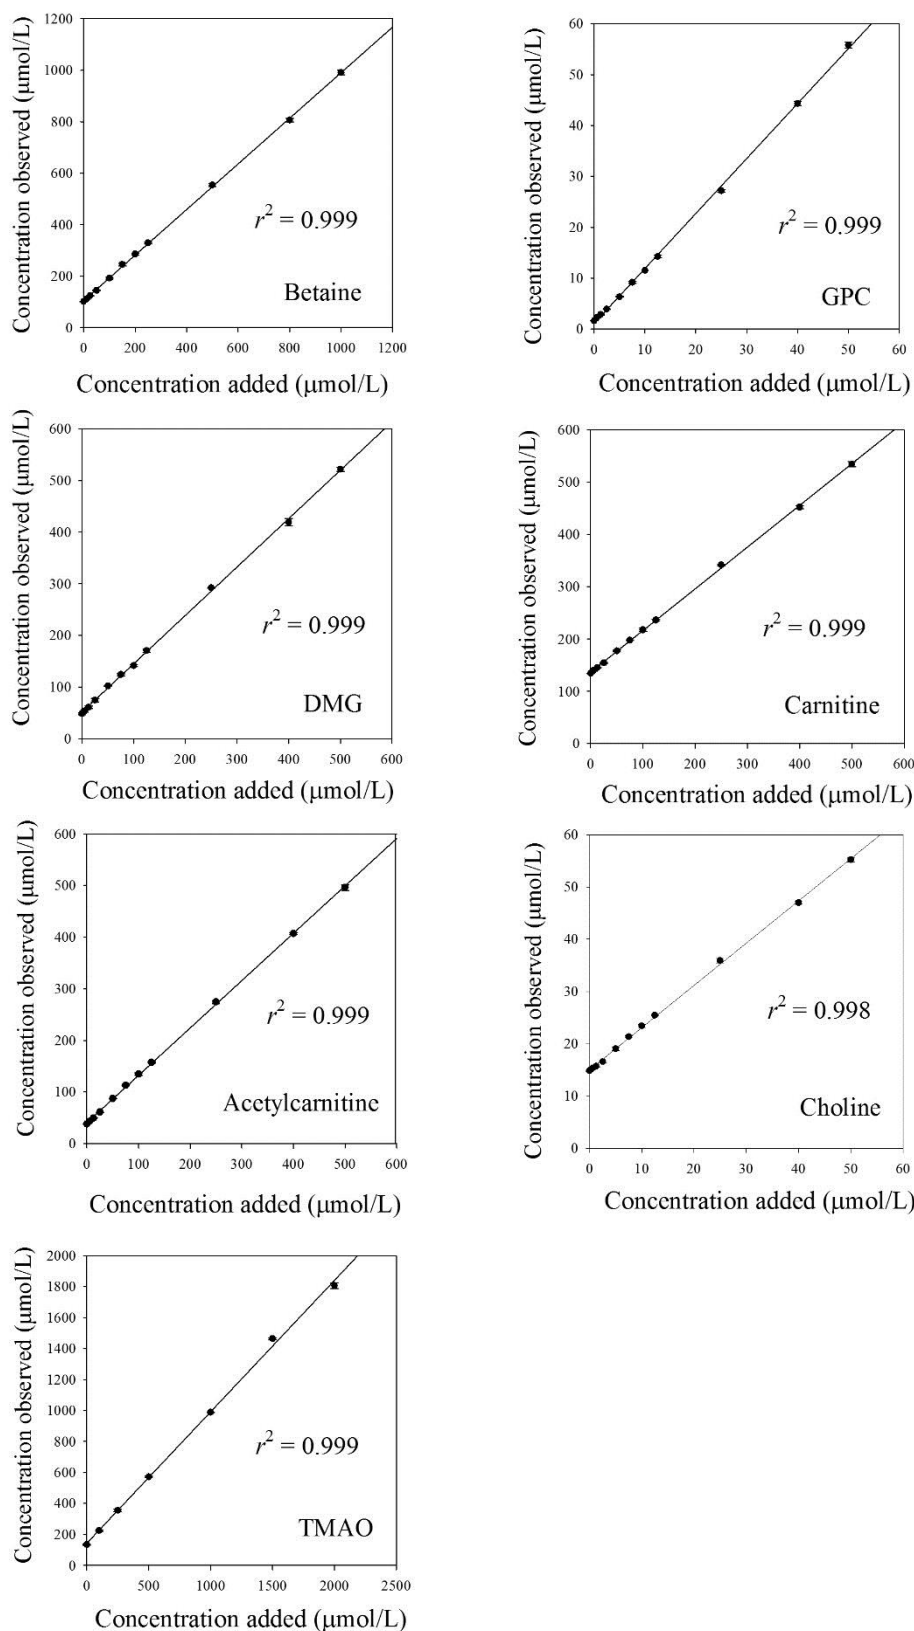 Concentration observed (μmol/L)
1200
1000
800
600
400
200
0
r² = 0.999
Betaine
0 200 400 600 800 1000 1200
Concentration added (μmol/L)
Concentration observed (μmol/L)
60
50
40
30
20
10
0
r² = 0.999
GPC
0 10 20 30 40 50 60
Concentration added (μmol/L)
Concentration observed (μmol/L)
600
500
400
300
200
100
0
r² = 0.999
DMG
0 100 200 300 400 500 600
Concentration added (μmol/L)
Concentration observed (μmol/L)
600
500
400
300
200
100
0
r² = 0.999
Carnitine
0 100 200 300 400 500 600
Concentration added (μmol/L)
Concentration observed (μmol/L)
600
500
400
300
200
100
0
r² = 0.999
Acetylcarnitine
0 100 200 300 400 500 600
Concentration added (μmol/L)
Concentration observed (μmol/L)
60
50
40
30
20
10
0
r² = 0.998
Choline
0 10 20 30 40 50 60
Concentration added (μmol/L)
Concentration observed (μmol/L)
2000
1800
1600
1400
1200
1000
800
600
400
200
0
r² = 0.999
TMAO
0 500 1000 1500 2000 2500
Concentration added (μmol/L)